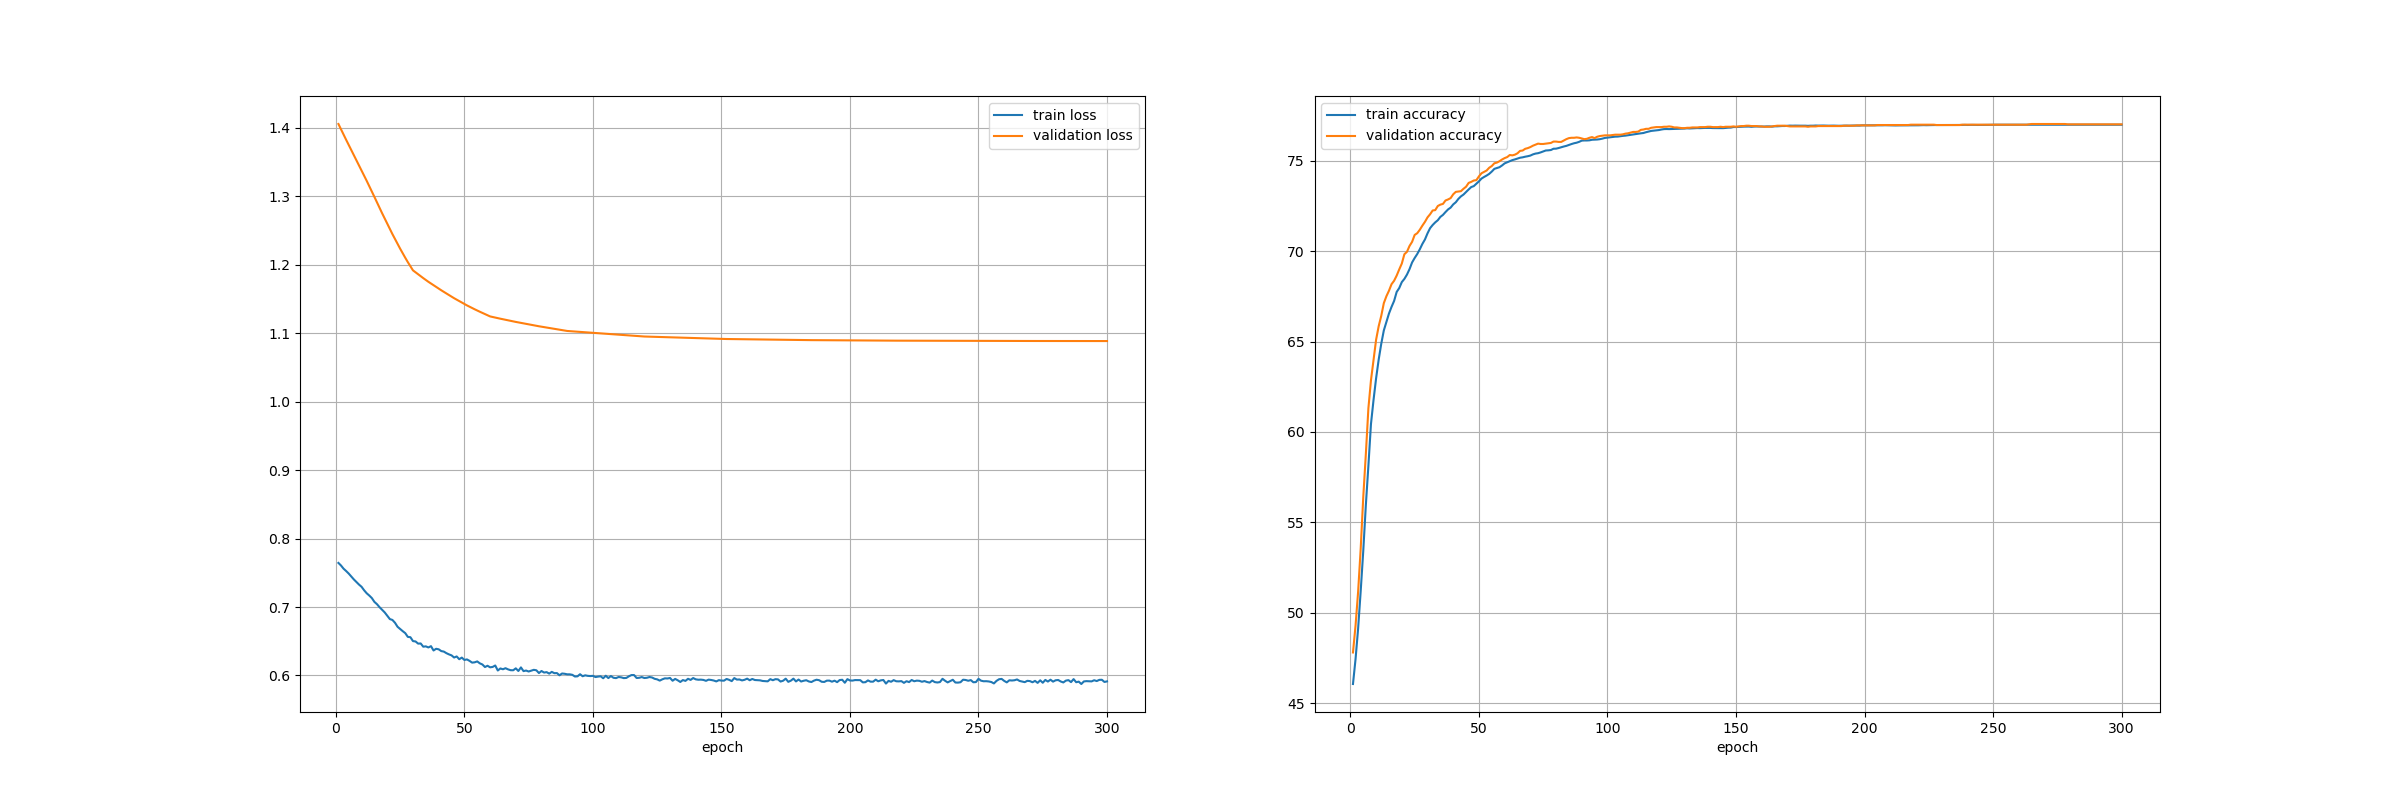 train loss
validation loss
1.4
1.3
1.2
1.1
1.0
0.9
0.8
0.7
0.6
0 50 100 150 200 250 300
epoch
train accuracy
validation accuracy
75
70
65
60
55
50
45
0 50 100 150 200 250 300
epoch